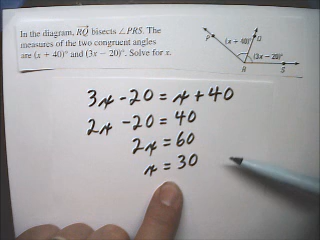 In the diagram, RQ bisects ∠PRS. The
measures of the two congruent angles
are (x + 40)° and (3x − 20)°. Solve for x.
P
(x + 40)°
Q
(3x − 20)°
R
S
3x - 20 = x + 40
2x - 20 = 40
2x = 60
x = 30